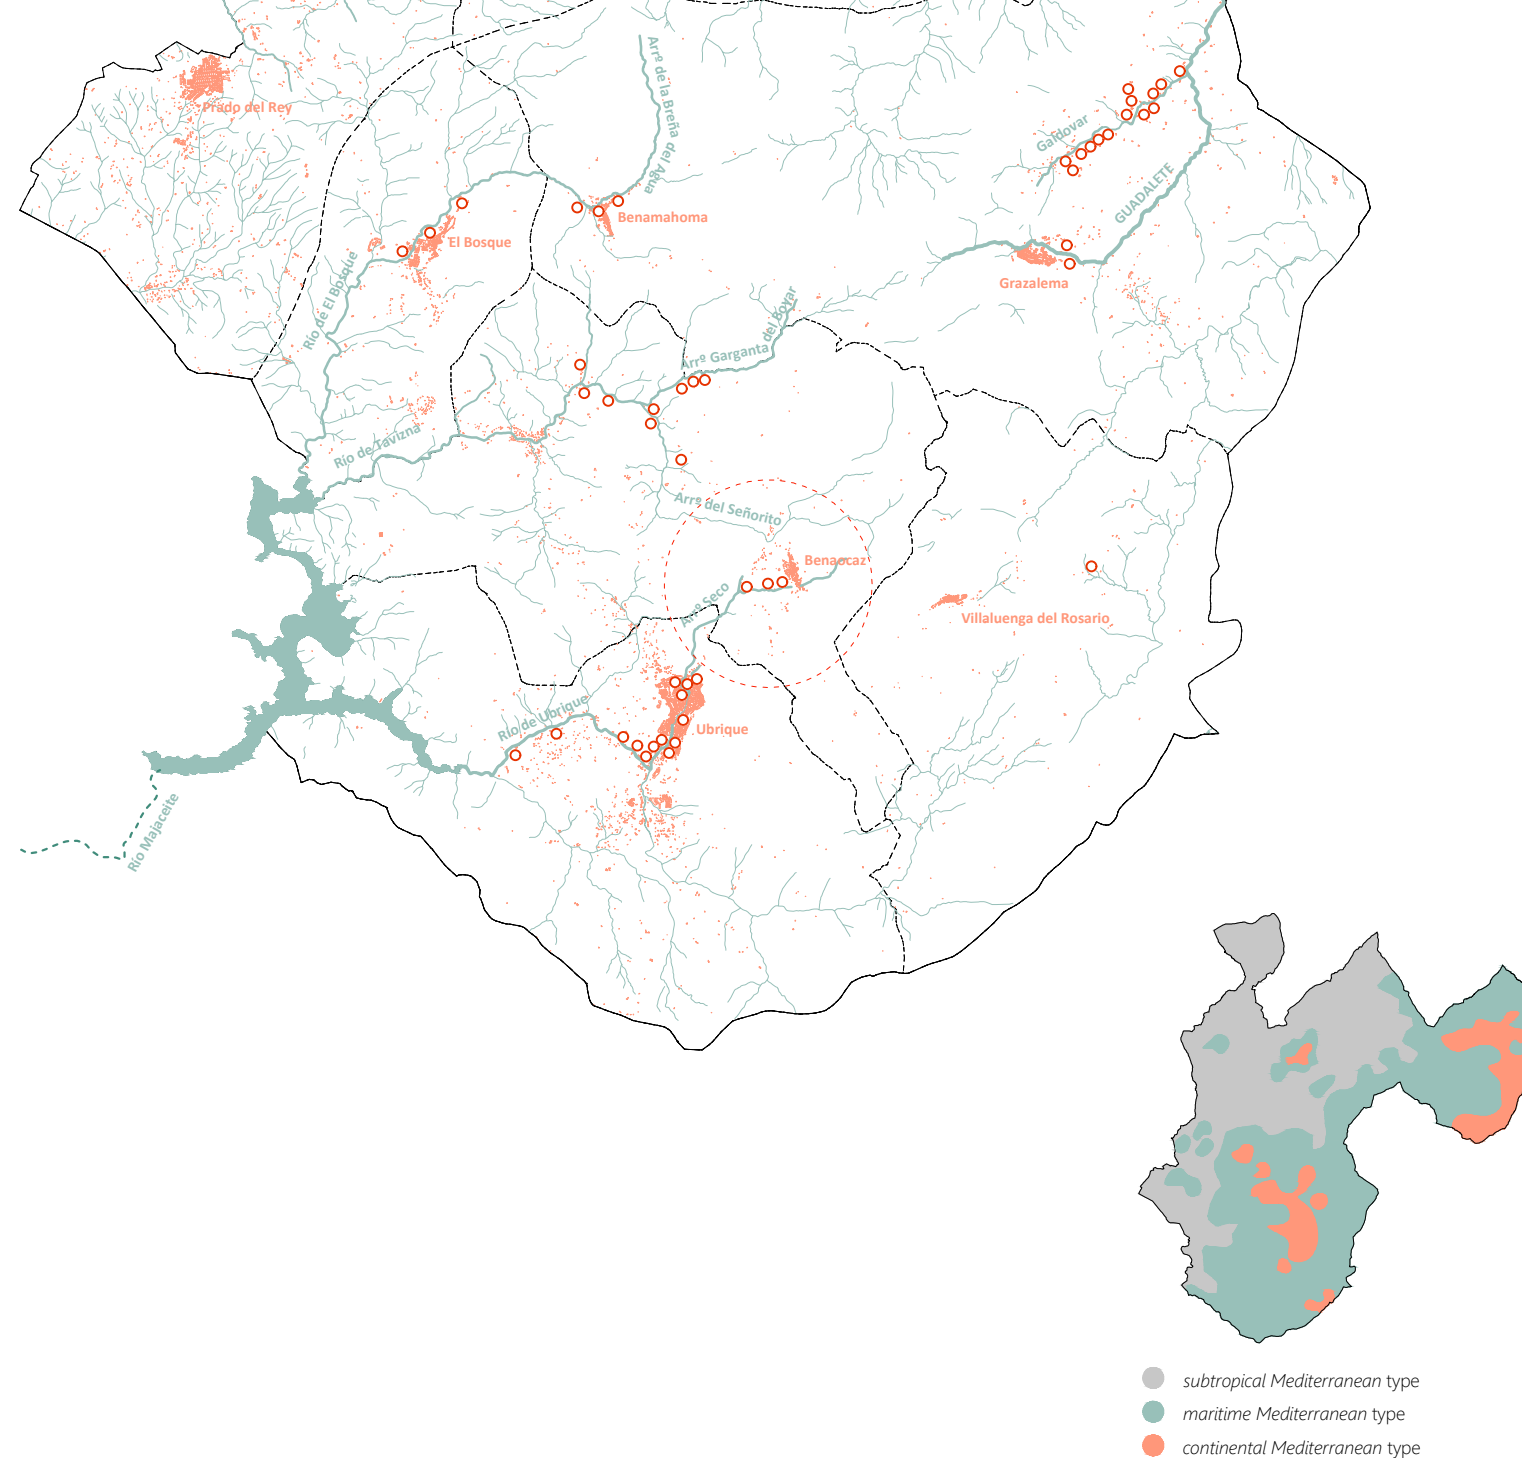 Arrº de la Breña del Agua
Prado del Rey
Gaidovar
GUADALETE
Benamahoma
El Bosque
Grazalema
Río de El Bosque
Arrº Garganta del Boyar
Río de Tavizna
Arrº del Señorito
Benaocaz
Arrº Seco
Villaluenga del Rosario
Río de Ubrique
Ubrique
Río Majaceite
subtropical Mediterranean type
maritime Mediterranean type
continental Mediterranean type